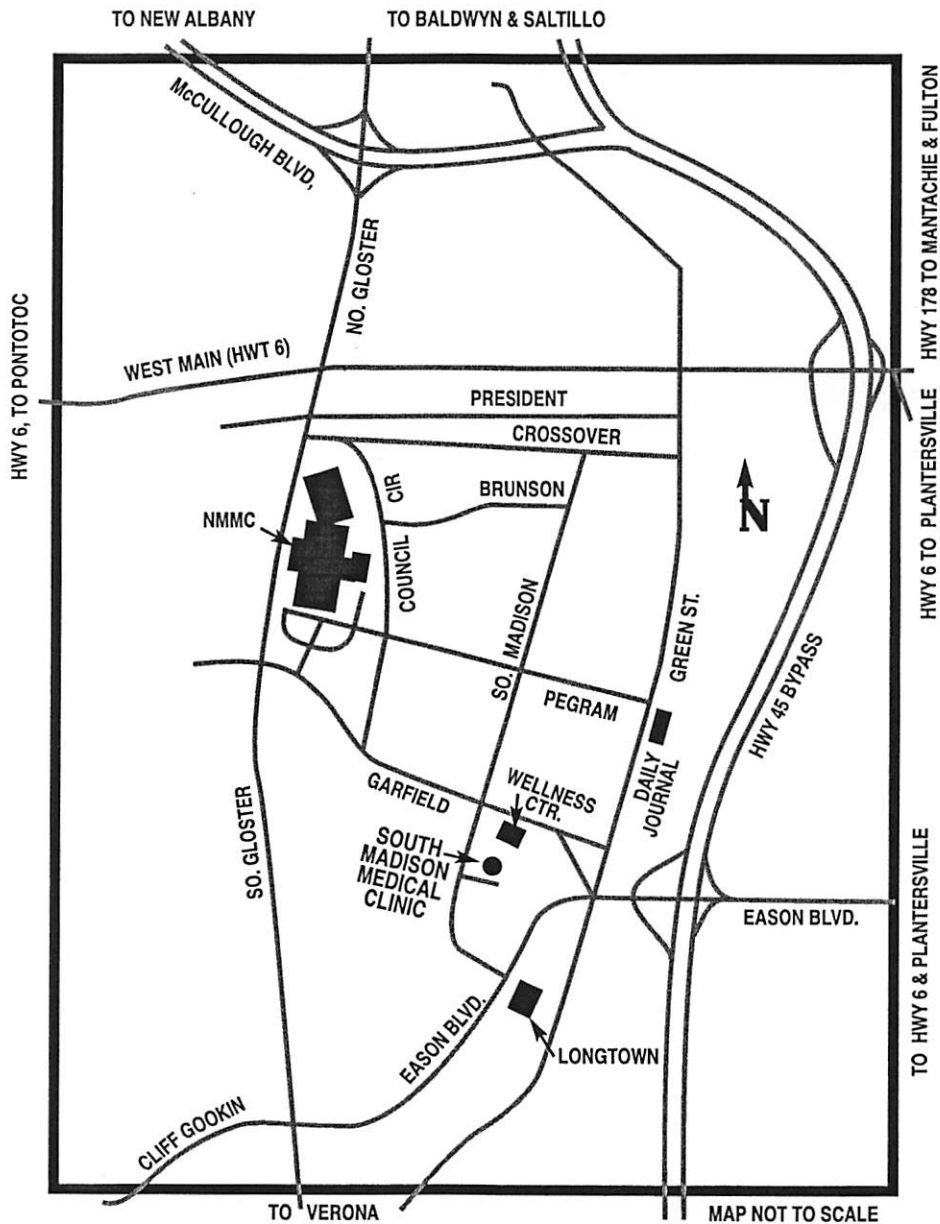 TO NEW ALBANY
TO BALDWYN & SALTILLO
McCULLOUGH BLVD,
HWY 178 TO MANTACHIE & FULTON
NO. GLOSTER
HWY 6, TO PONTOTOC
WEST MAIN (HWT 6)
PRESIDENT
CROSSOVER
HWY 6 TO PLANTERSVILLE
CIR
BRUNSON
N
NMMC
COUNCIL
SO. MADISON
GREEN ST.
PEGRAM
HWY 45 BYPASS
DAILY
JOURNAL
GARFIELD
WELLNESS
CTR.
SOUTH
MADISON
MEDICAL
CLINIC
SO. GLOSTER
EASON BLVD.
TO HWY 6 & PLANTERSVILLE
EASON BLVD.
LONGTOWN
CLIFF GOOKIN
TO VERONA
MAP NOT TO SCALE